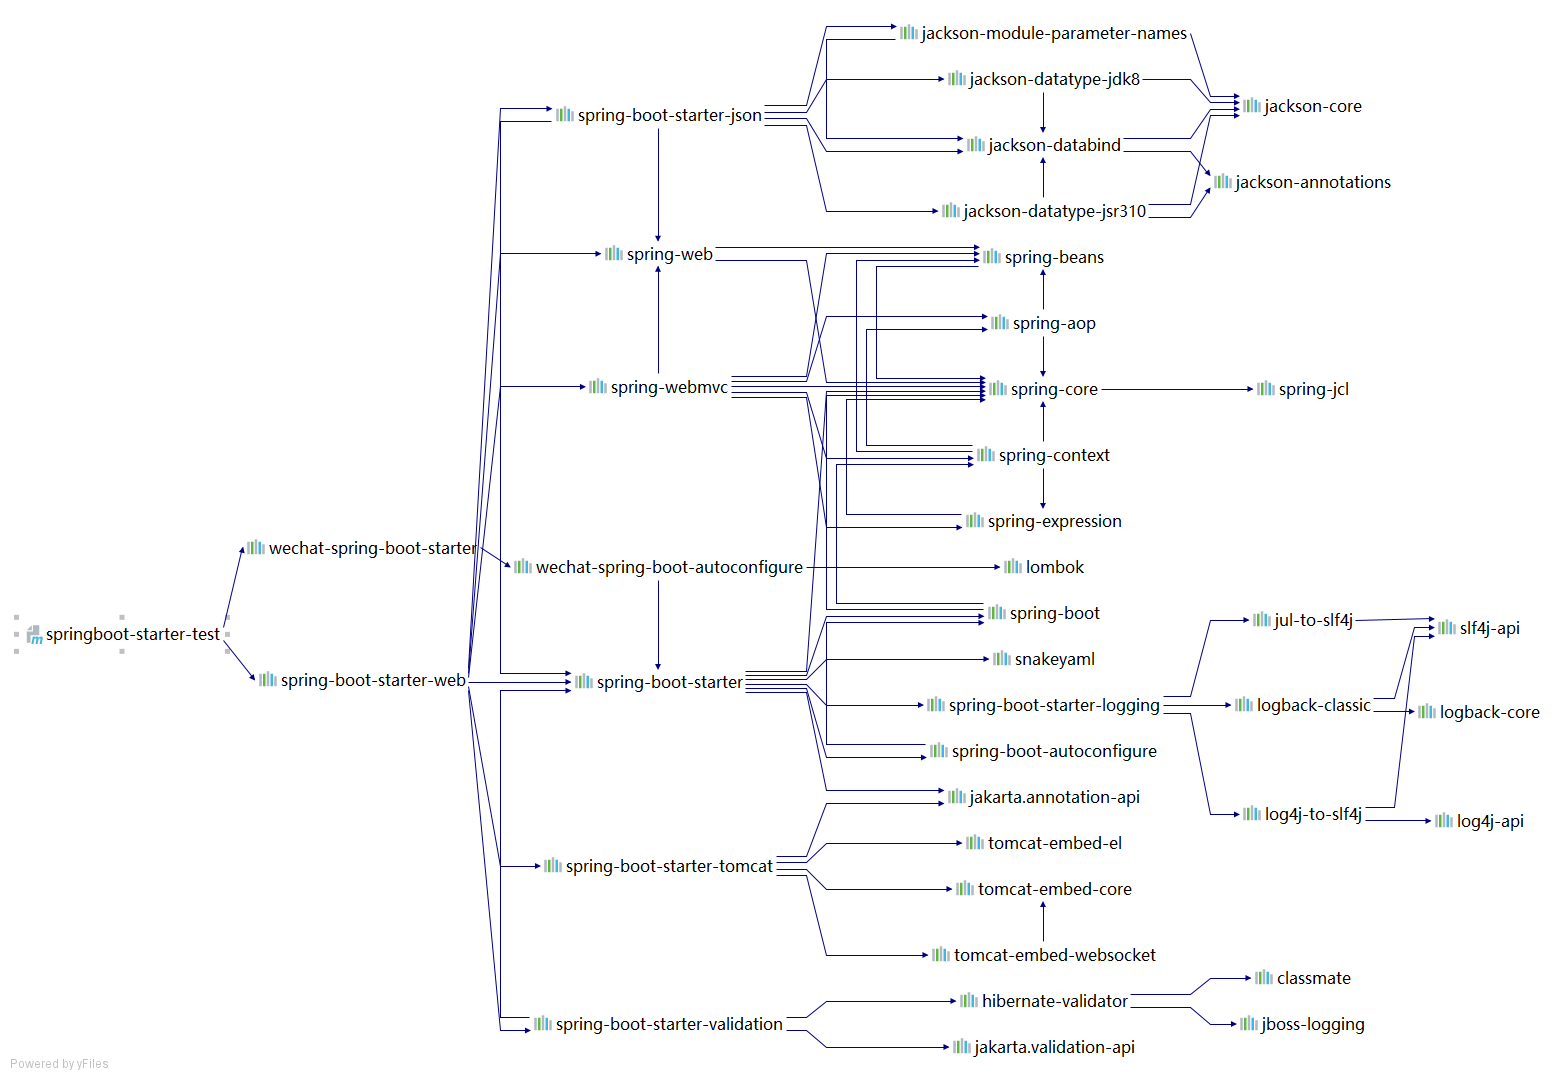 jackson-module-parameter-names
jackson-datatype-jdk8
jackson-core
spring-boot-starter-json
jackson-databind
jackson-annotations
jackson-datatype-jsr310
spring-web
spring-beans
spring-aop
spring-webmvc
spring-core
spring-jcl
spring-context
spring-expression
wechat-spring-boot-starter
wechat-spring-boot-autoconfigure
lombok
spring-boot
jul-to-slf4j
slf4j-api
springboot-starter-test
snakeyaml
spring-boot-starter-web
spring-boot-starter
spring-boot-starter-logging
logback-classic
logback-core
spring-boot-autoconfigure
jakarta.annotation-api
log4j-to-slf4j
log4j-api
tomcat-embed-el
spring-boot-starter-tomcat
tomcat-embed-core
tomcat-embed-websocket
classmate
hibernate-validator
spring-boot-starter-validation
jboss-logging
jakarta.validation-api
Powered by yFiles